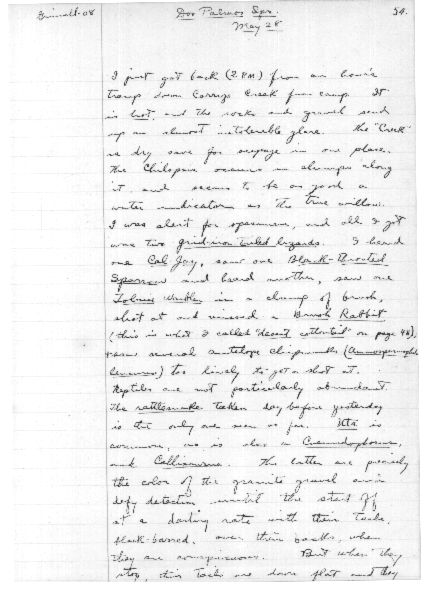 Grinnell-08
Dos Palmos Spr.
54.
May 28
I just got back (2 P.M.) from an hour's
tramp down Carrizo Creek from camp. It
is hot and the rocks and gravel send
up an almost intolerable glare. The "Creek"
is dry save for seepage in one place.
The Chilopsis occurs in clumps along
it and seems to be as good a
water indicator as the true willow.
I was alert for specimens, and all I got
was two gridiron tailed lizards. I heard
one Cal Jay, saw one Black-throated
Sparrow and heard another, saw one
Tolmie Warbler in a clump of brush,
shot at and missed a Brush Rabbit
(this is what I called "desert cottontail" on page 48),
saw several antelope chipmunks (Ammospermophilus
leucurus) too lively to get a shot at.
Reptiles are not particularly abundant.
The rattlesnake taken day before yesterday
is the only one seen so far. Uta is
common, as is also a Cnemidophorus,
and Callisaurus. The latter are precisely
the color of the granite gravel and
defy detection until they start off
at a darting rate with their tails,
black-barred, over their backs, when
they are conspicuous. But when they
stop, their tails are down flat and they